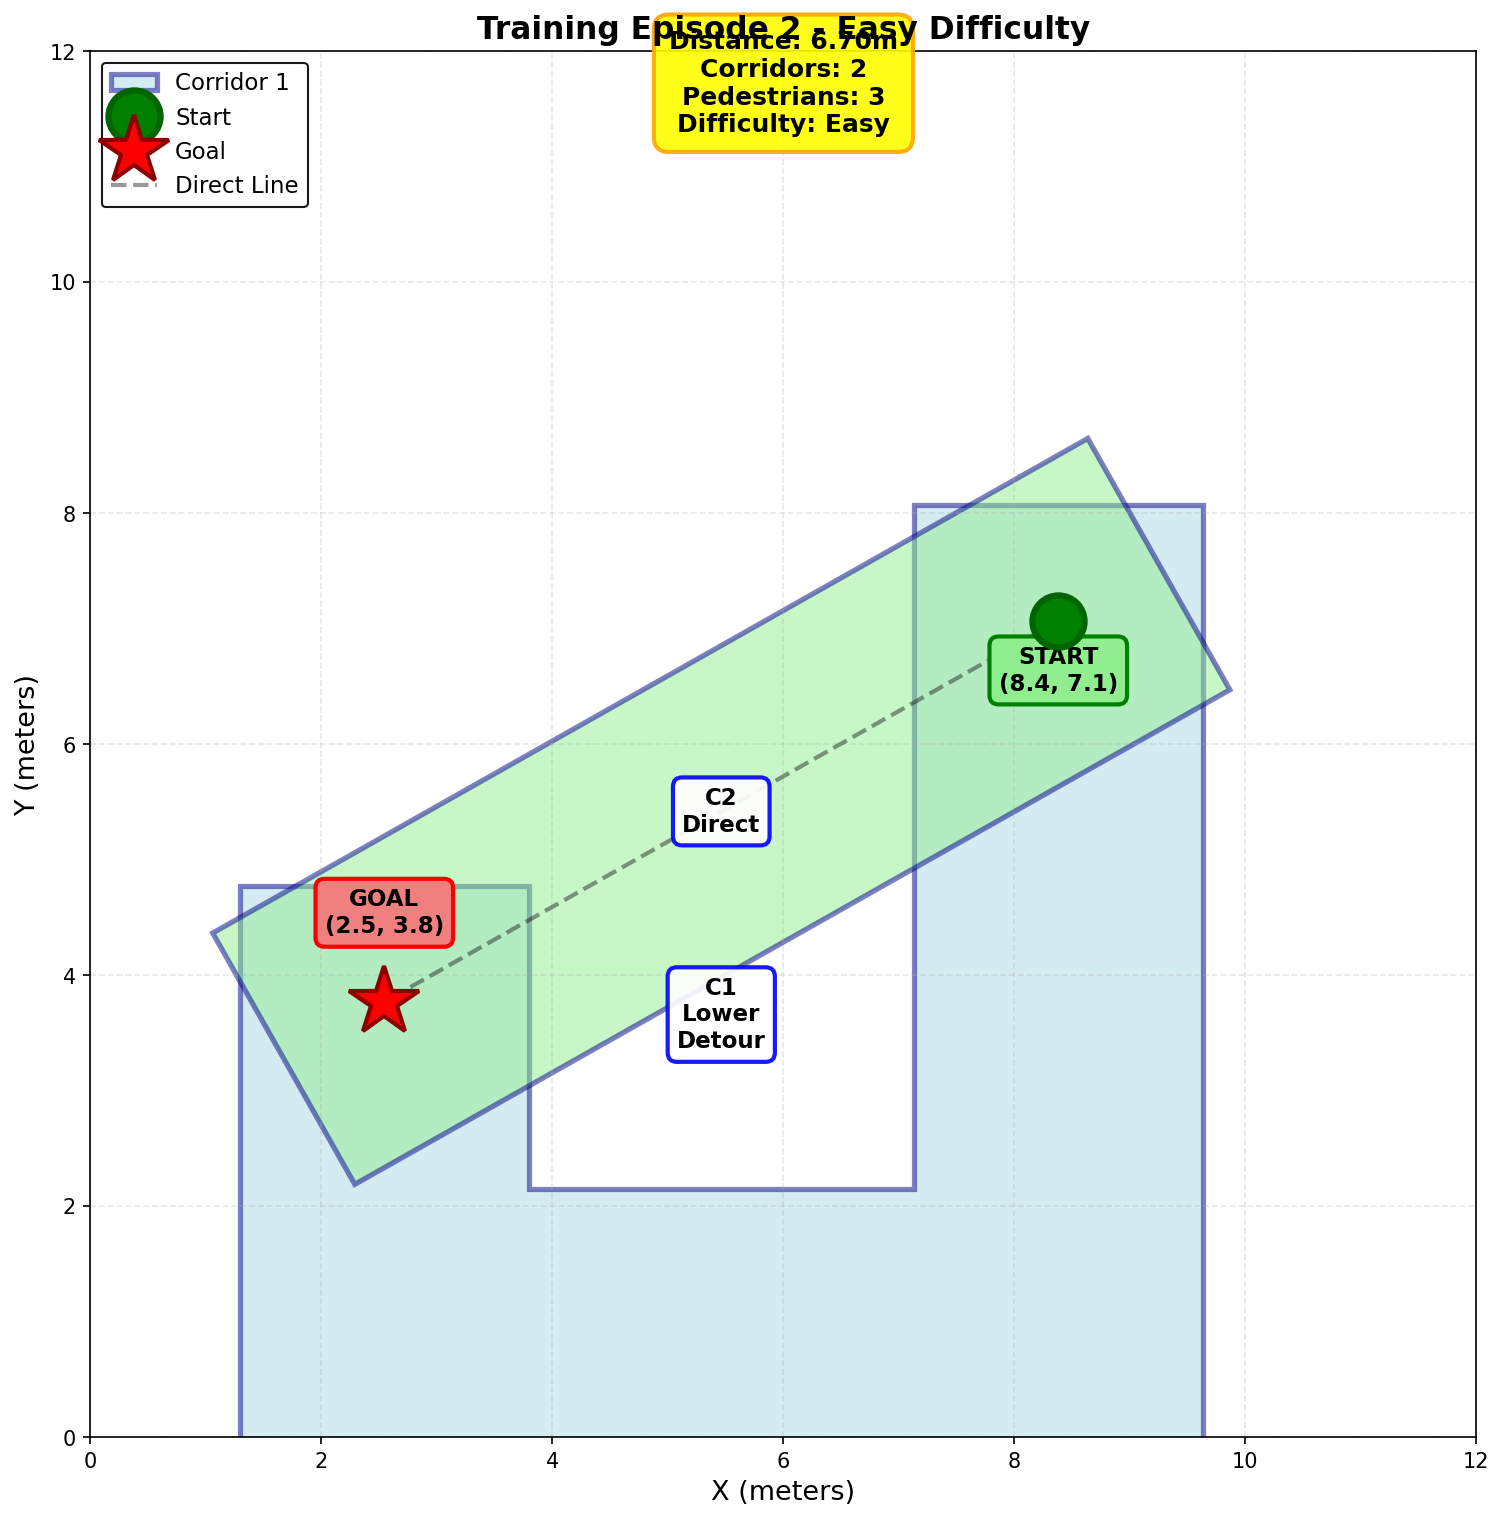 Training Episode 2 - Easy Difficulty
Distance: 6.70m
Corridors: 2
Pedestrians: 3
Difficulty: Easy
Corridor 1
Start
Goal
Direct Line
12
10
8
6
4
2
0
Y (meters)
START
(8.4, 7.1)
C2
Direct
GOAL
(2.5, 3.8)
C1
Lower
Detour
0 2 4 6 8 10 12
X (meters)